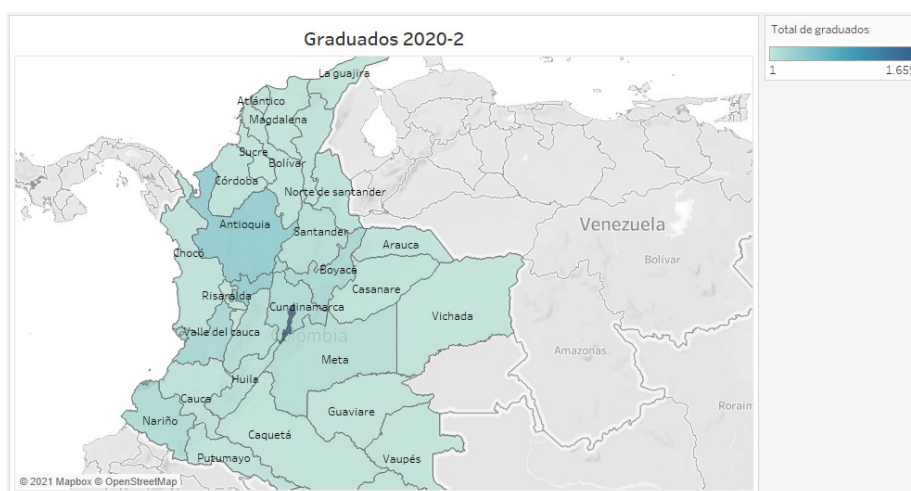 Graduados 2020-2
Total de graduados
1
La guajira
Atlántico
Magdalena
Sucre
Bolívar
Córdoba
Norte de santander
Venezuela
Antioquia
Santander
Arauca
Chocó
Boyacá
Bolívar
Casanare
Risaralda
Cundinamarca
Vichada
Valle del cauca
Colombia
Amazonas
Meta
Huila
Cauca
Guaviare
Nariño
Caquetá
Putumayo
Vaupés
© 2021 Mapbox © OpenStreetMap